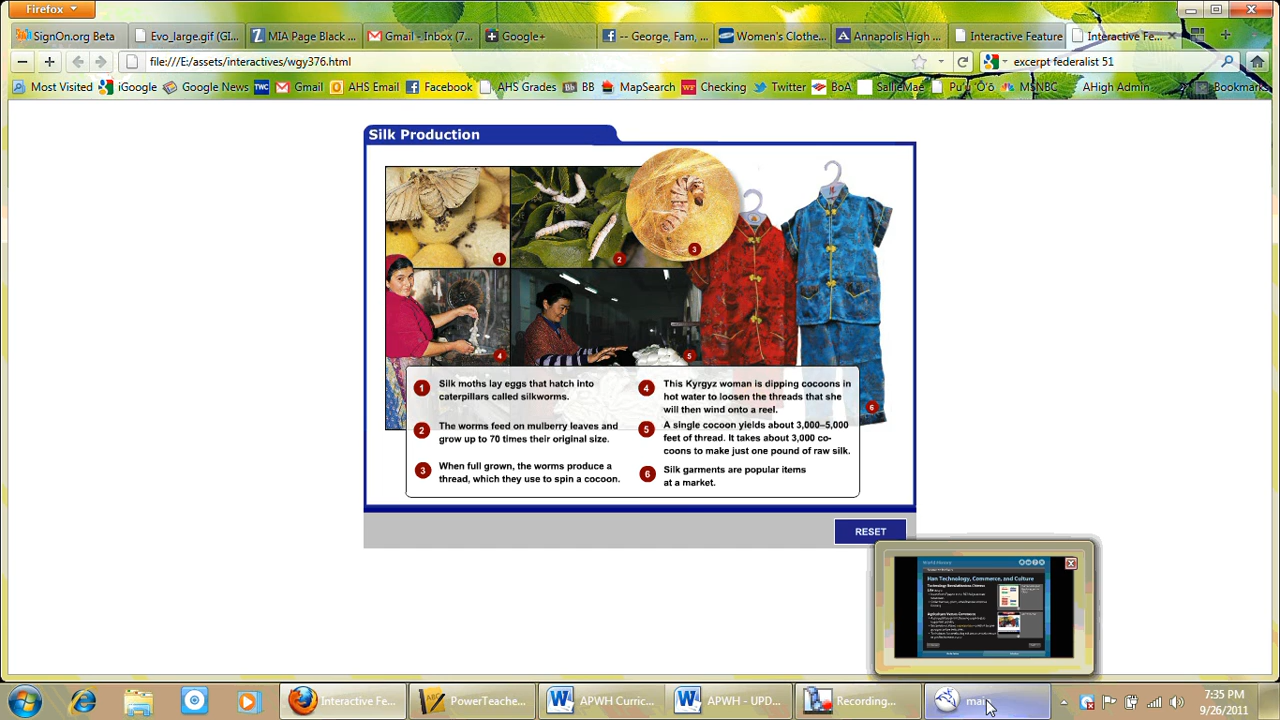 Firefox
SignOn.org Beta
Evo_large.gif (GI...
MIA Page Black ...
Gmail - Inbox (7...
Google+
-- George, Fam, ...
Women's Clothe...
Annapolis High ...
Interactive Feature
Interactive Fe...
file:///E:/assets/interactives/wgy376.html
excerpt federalist 51
Most Visited
iGoogle
Google News
TWC
Gmail
AHS Email
Facebook
AHS Grades
Bb BB
MapSearch
WF Checking
Twitter
BoA
SallieMae
Pu`u `O`o
MSNBC
AHigh Admin
Bookmarks
Silk Production
1
2
3
4
5
6
1 Silk moths lay eggs that hatch into
caterpillars called silkworms.
2 The worms feed on mulberry leaves and
grow up to 70 times their original size.
3 When full grown, the worms produce a
thread, which they use to spin a cocoon.
4 This Kyrgyz woman is dipping cocoons in
hot water to loosen the threads that she
will then wind onto a reel.
5 A single cocoon yields about 3,000–5,000
feet of thread. It takes about 3,000 co-
coons to make just one pound of raw silk.
6 Silk garments are popular items
at a market.
RESET
World History
Han Technology, Commerce, and Culture
Interactive Fe...
PowerTeache...
APWH Curric...
APWH - UPD...
Recording...
mai
7:35 PM
9/26/2011